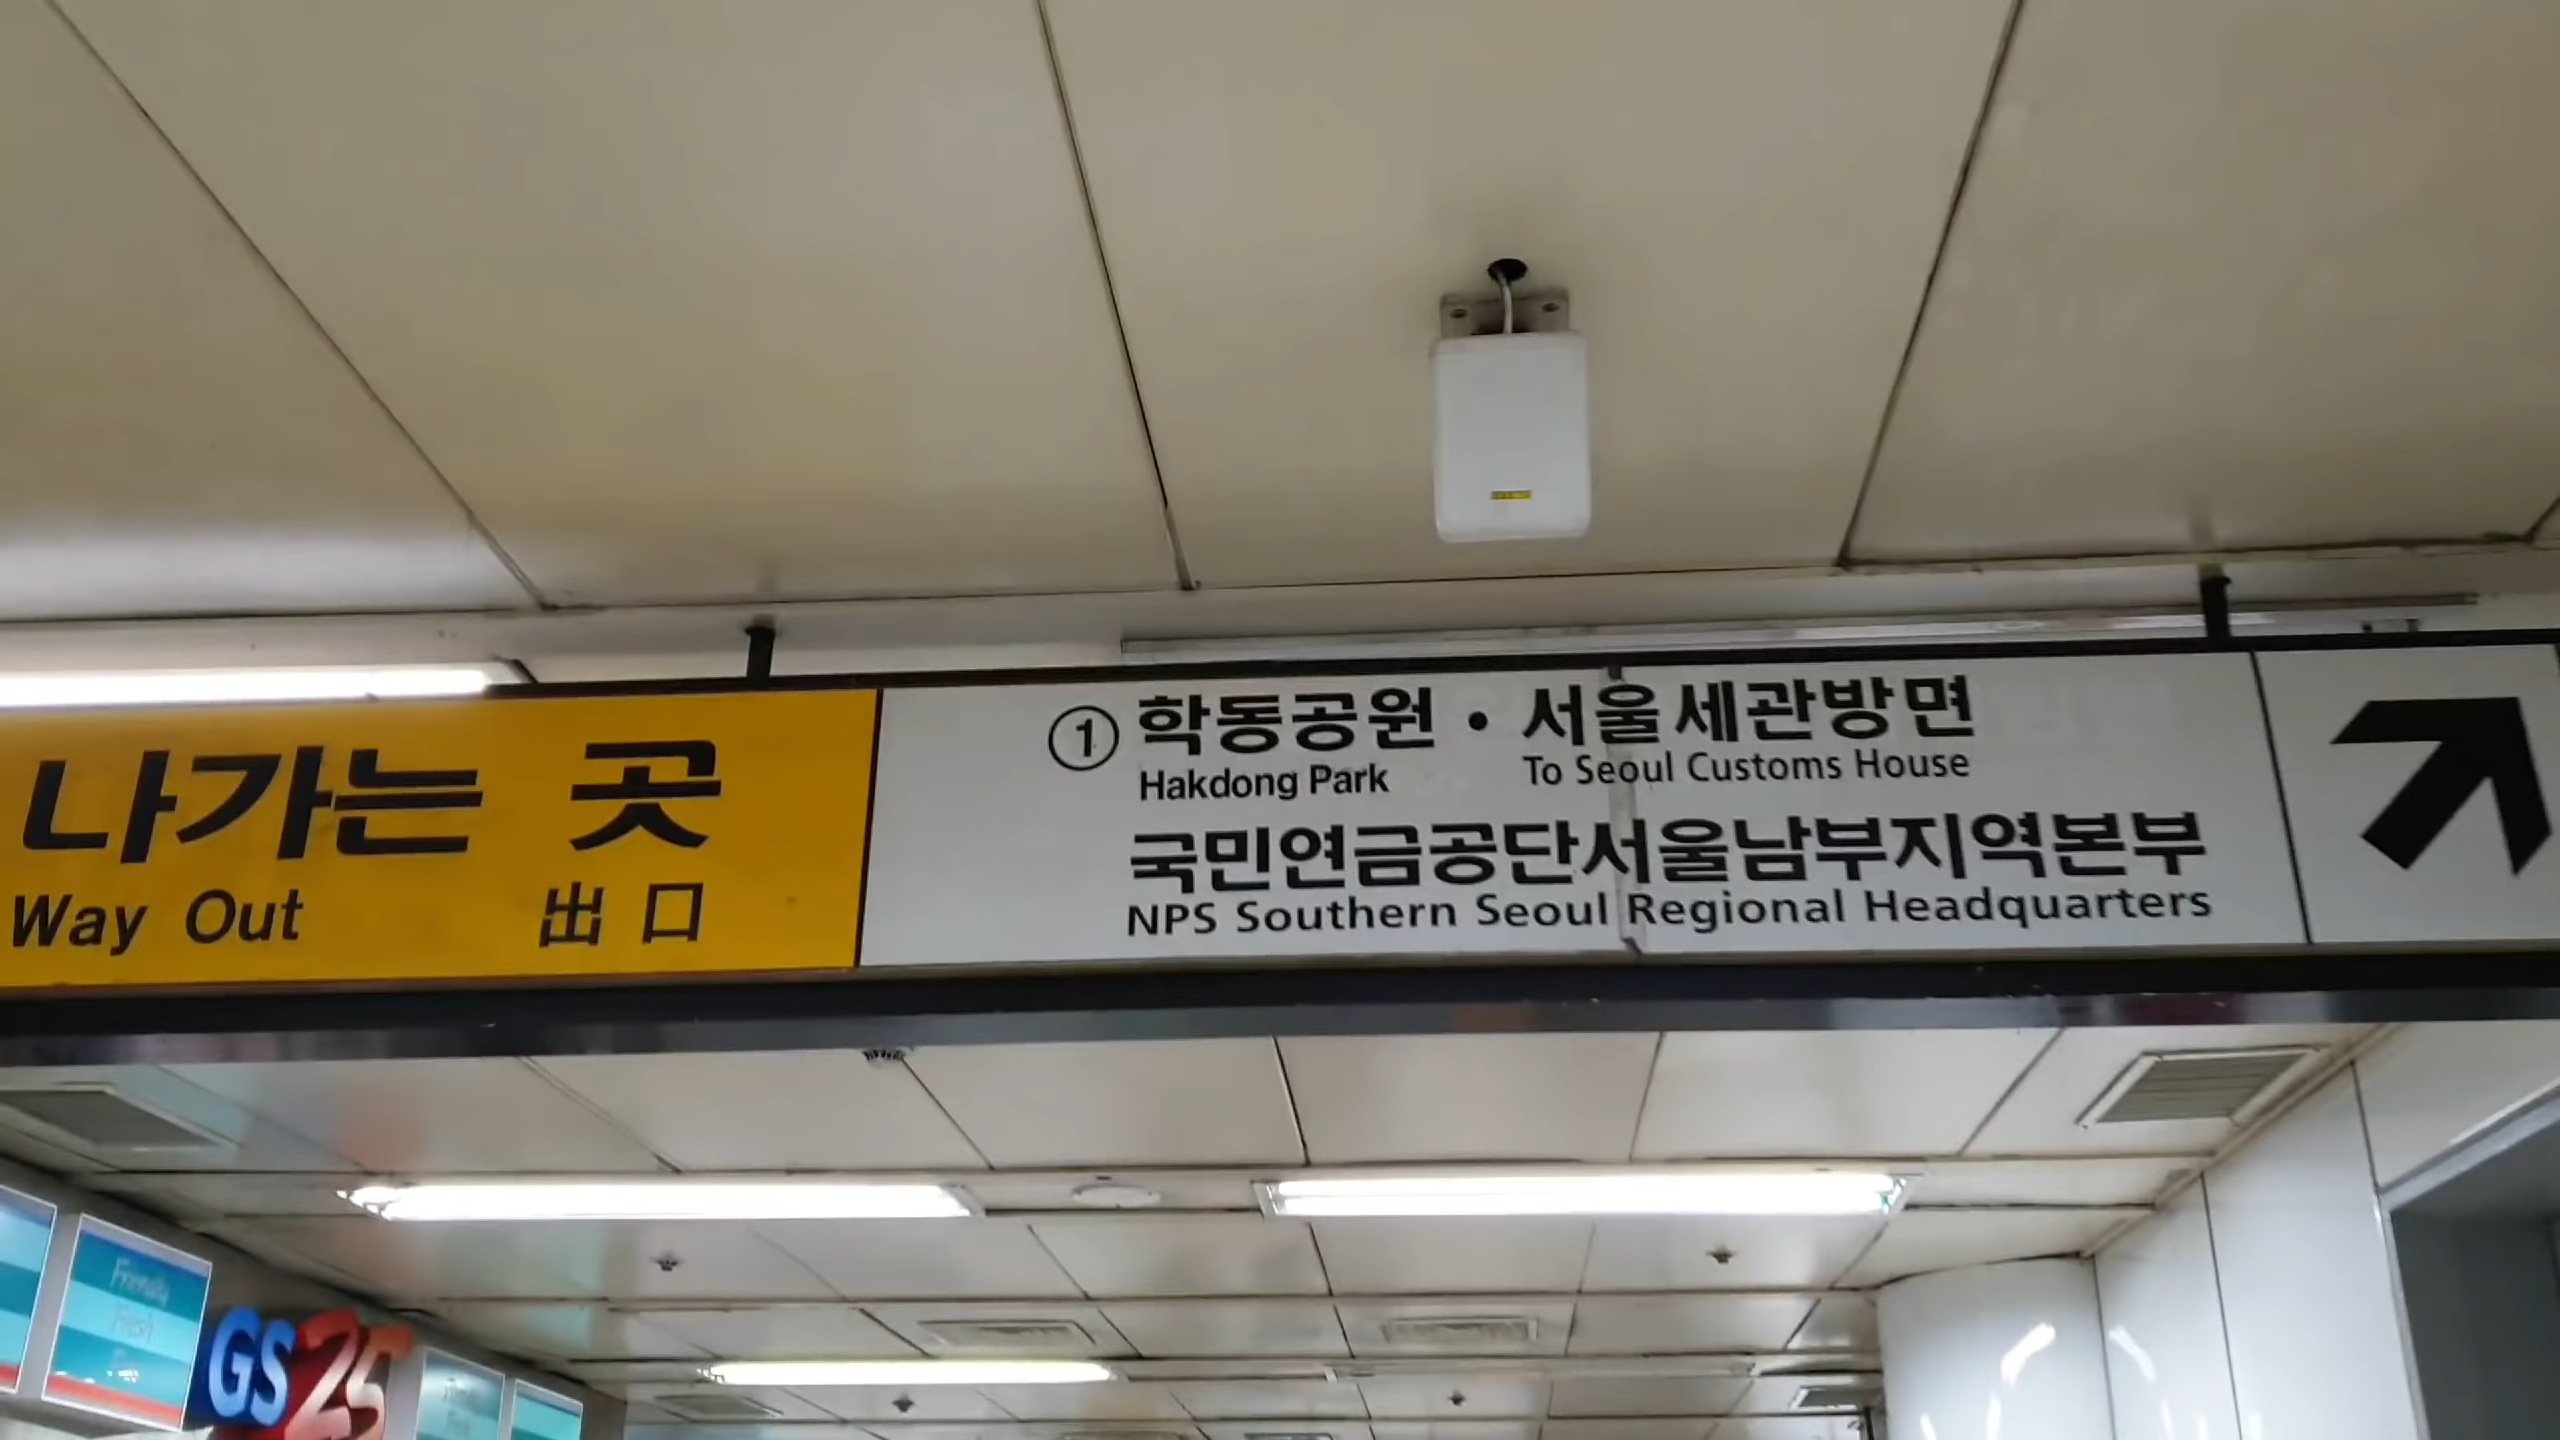 나가는 곳
Way Out 出口
① 학동공원 • 서울세관방면
Hakdong Park To Seoul Customs House
국민연금공단서울남부지역본부
NPS Southern Seoul Regional Headquarters
Friendly
Fresh
GS25